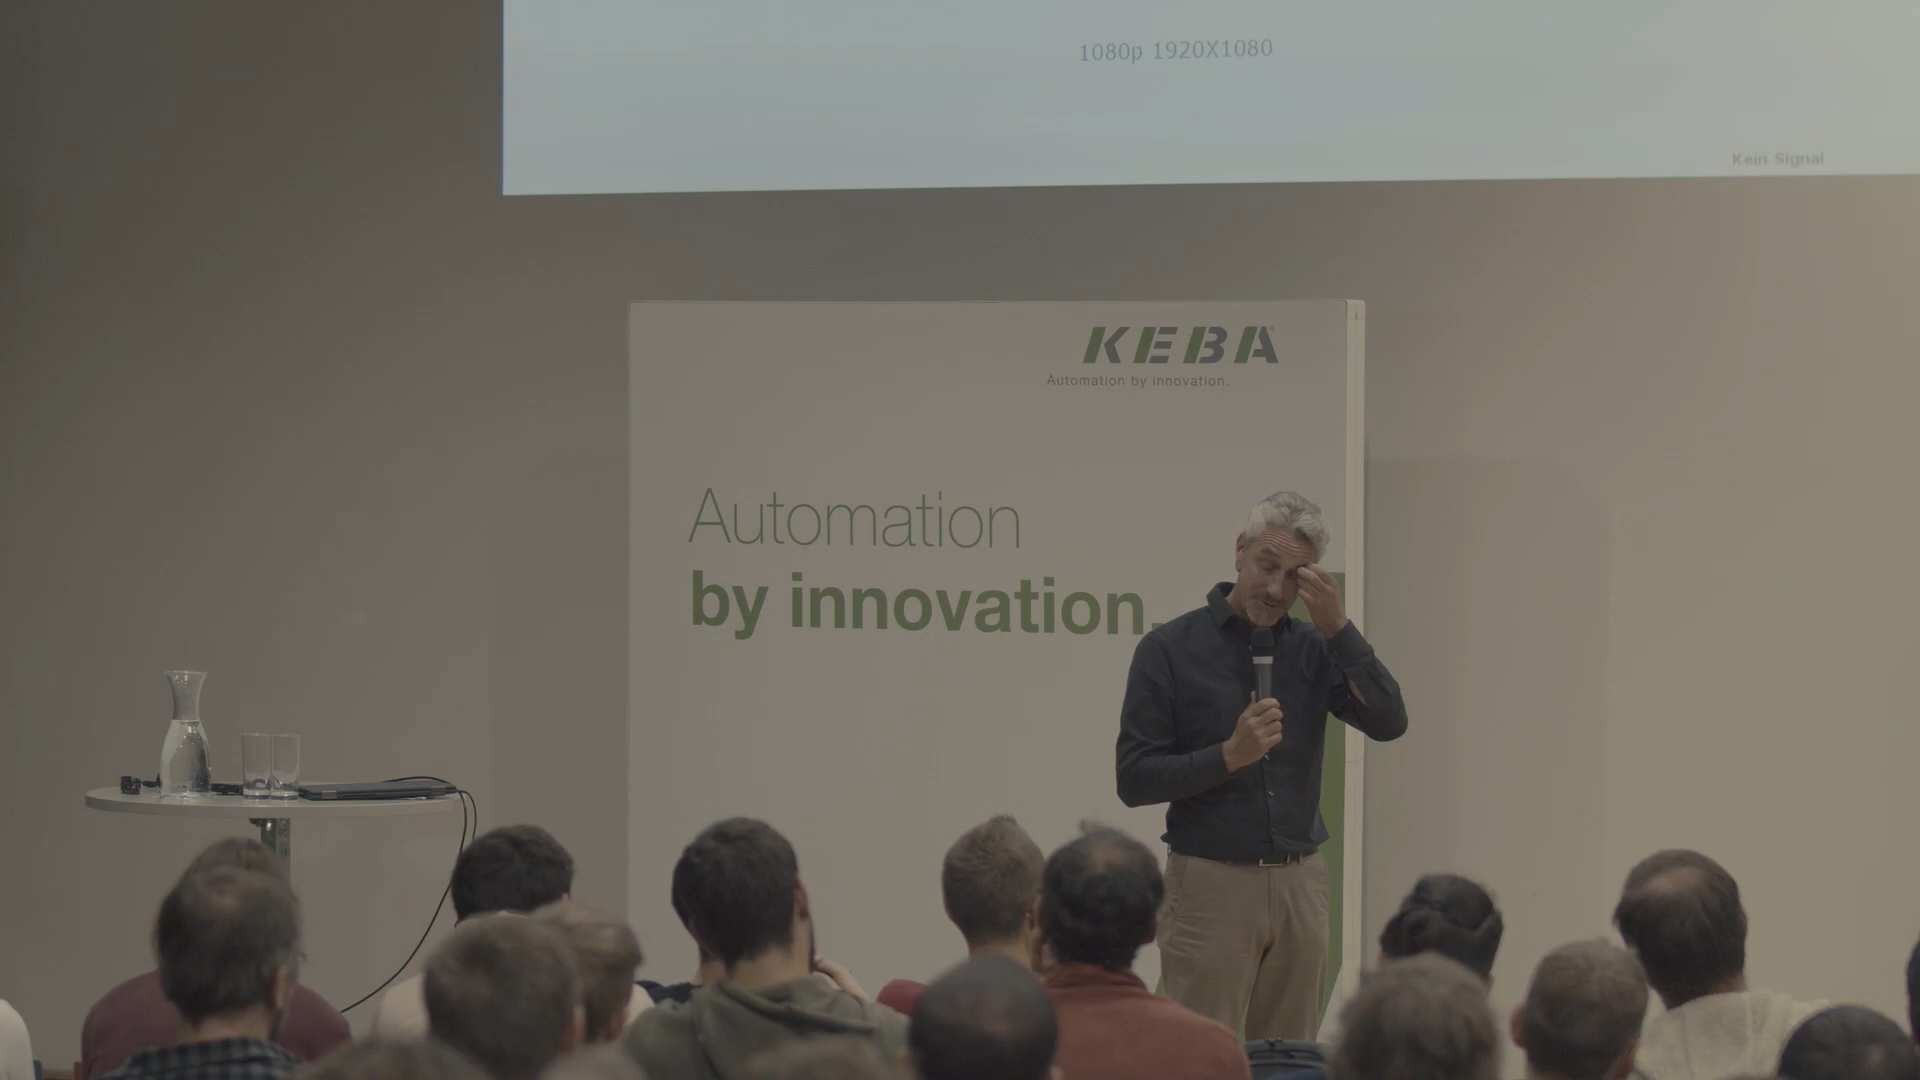 1080p 1920X1080
Kein Signal
KEBA
Automation by innovation.
Automation
by innovation.